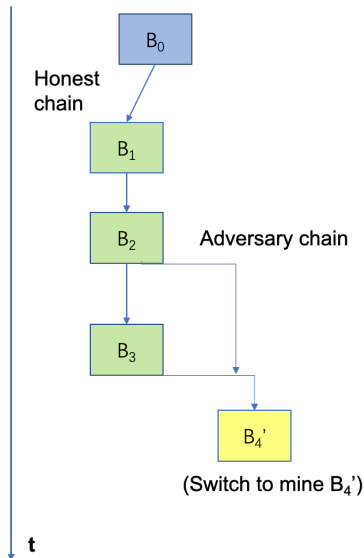 B₀
Honest
chain
B₁
B₂
Adversary chain
B₃
B₄’
(Switch to mine B₄’)
t